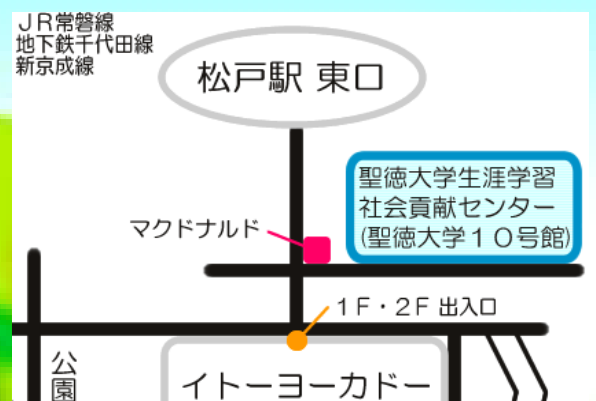 JR常磐線
地下鉄千代田線
新京成線
松戸駅 東口
聖徳大学生涯学習
社会貢献センター
(聖徳大学10号館)
マクドナルド
1F・2F 出入口
公園
イトーヨーカドー